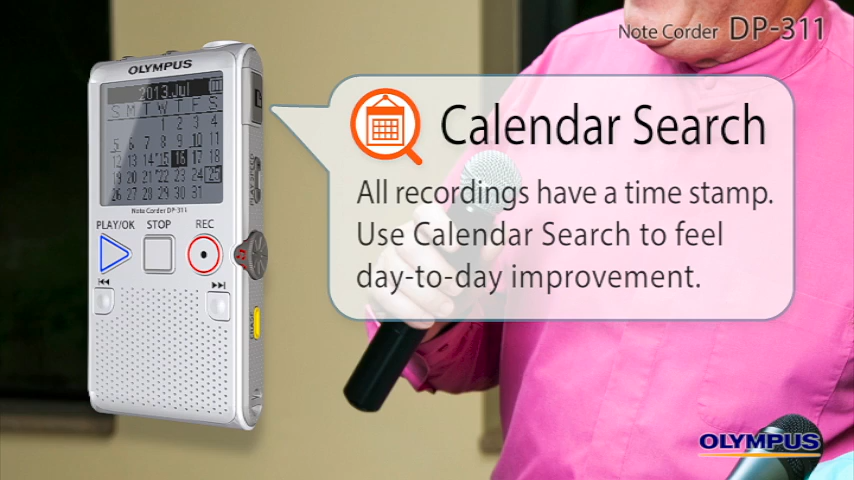 Note Corder DP-311
OLYMPUS
2013.Jul
S M T W T F S
1 2 3 4
5 6 7 8 9 10 11
12 13 14 15 16 17 18
19 20 21 22 23 24 25
26 27 28 29 30 31
Note Corder DP-311
PLAY/OK STOP REC
ERASE
Calendar Search
All recordings have a time stamp.
Use Calendar Search to feel
day-to-day improvement.
OLYMPUS